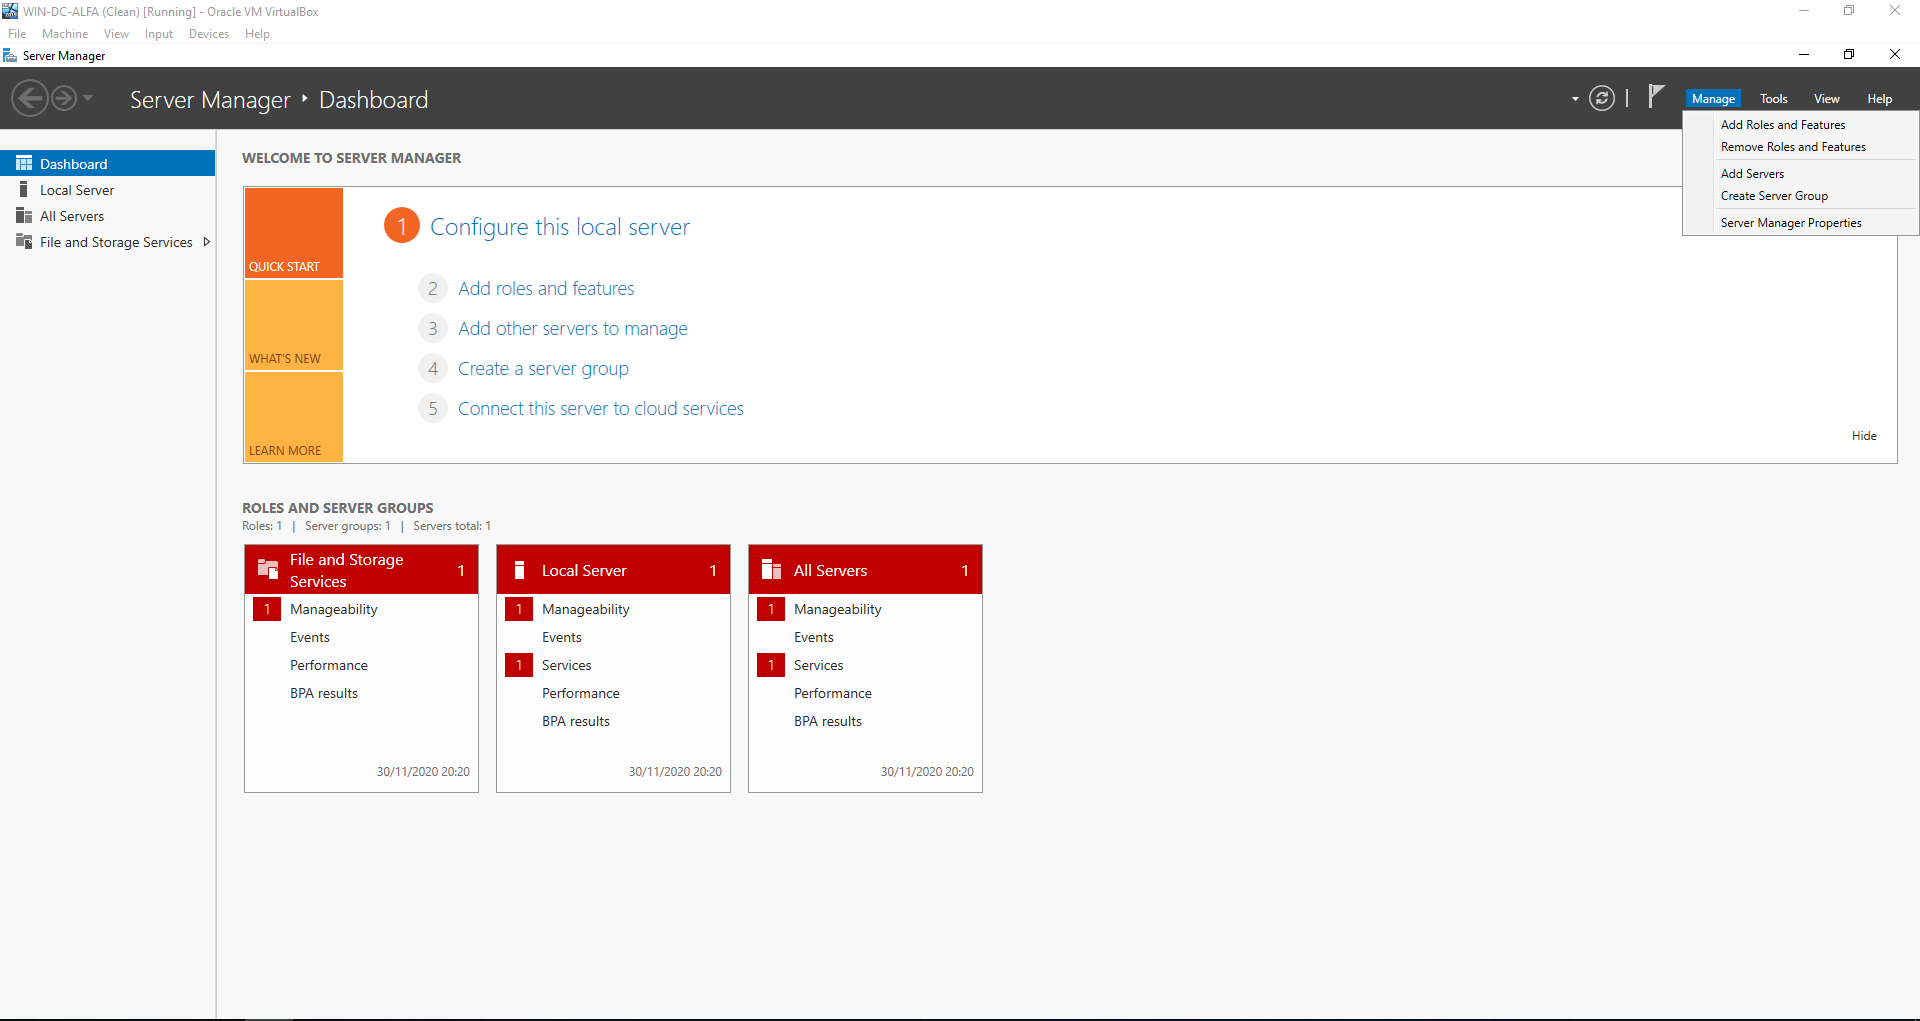 WIN-DC-ALFA (Clean) [Running] - Oracle VM VirtualBox
File Machine View Input Devices Help
Server Manager
Server Manager ‣ Dashboard
Manage Tools View Help
Add Roles and Features
Remove Roles and Features
Add Servers
Create Server Group
Server Manager Properties
Dashboard
Local Server
All Servers
File and Storage Services
WELCOME TO SERVER MANAGER
QUICK START
WHAT'S NEW
LEARN MORE
1 Configure this local server
2 Add roles and features
3 Add other servers to manage
4 Create a server group
5 Connect this server to cloud services
Hide
ROLES AND SERVER GROUPS
Roles: 1 | Server groups: 1 | Servers total: 1
File and Storage
Services 1
1 Manageability
Events
Performance
BPA results
30/11/2020 20:20
Local Server 1
1 Manageability
Events
1 Services
Performance
BPA results
30/11/2020 20:20
All Servers 1
1 Manageability
Events
1 Services
Performance
BPA results
30/11/2020 20:20